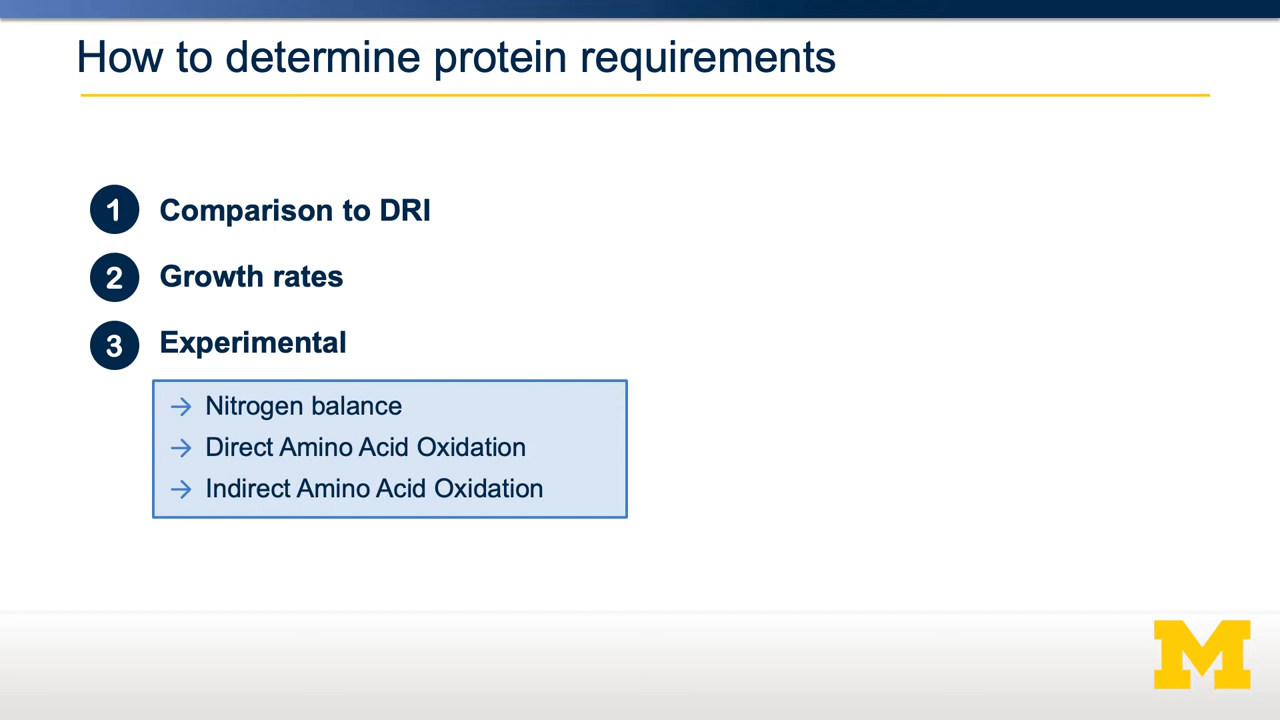 How to determine protein requirements
1 Comparison to DRI
2 Growth rates
3 Experimental
→ Nitrogen balance
→ Direct Amino Acid Oxidation
→ Indirect Amino Acid Oxidation
M